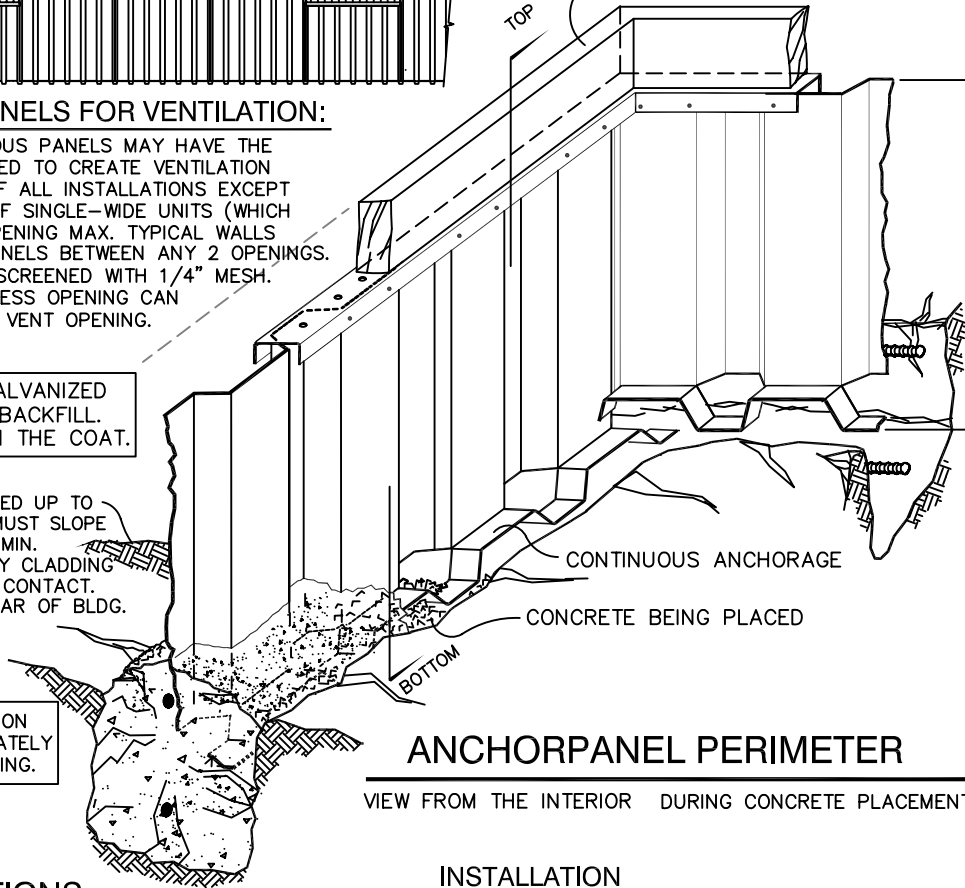 NELS FOR VENTILATION:
OUS PANELS MAY HAVE THE
ED TO CREATE VENTILATION
F ALL INSTALLATIONS EXCEPT
F SINGLE-WIDE UNITS (WHICH
PENING MAX. TYPICAL WALLS
NELS BETWEEN ANY 2 OPENINGS.
SCREENED WITH 1/4" MESH.
ESS OPENING CAN
VENT OPENING.
TOP
ALVANIZED
BACKFILL.
THE COAT.
ED UP TO
MUST SLOPE
MIN.
Y CLADDING
CONTACT.
AR OF BLDG.
CONTINUOUS ANCHORAGE
CONCRETE BEING PLACED
BOTTOM
ON
ATELY
ING.
ANCHORPANEL PERIMETER
VIEW FROM THE INTERIOR DURING CONCRETE PLACEMENT
INSTALLATION